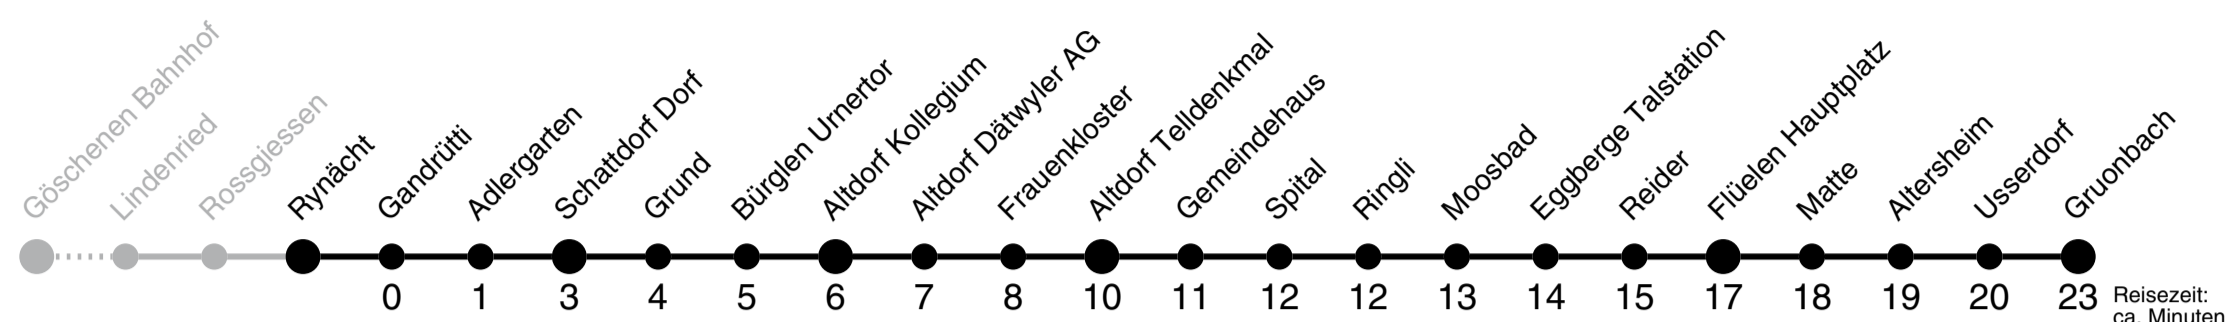 Göschenen Bahnhof
Lindenried
Rossgiessen
Rynächt
Gandrütti
Adlergarten
Schattdorf Dorf
Grund
Bürglen Urnertor
Altdorf Kollegium
Altdorf Dätwyler AG
Frauenkloster
Altdorf Telldenkmal
Gemeindehaus
Spital
Ringli
Moosbad
Eggberge Talstation
Reider
Flüelen Hauptplatz
Matte
Altersheim
Usserdorf
Gruonbach
0 1 3 4 5 6 7 8 10 11 12 12 13 14 15 17 18 19 20 23
Reisezeit:
ca. Minuten